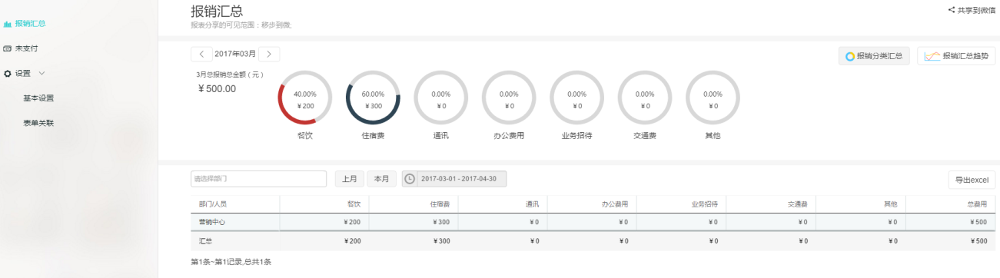 报销汇总
未支付
设置
基本设置
表单关联
报销汇总
共享到微信
报表分享的可见范围：移步到微;
2017年03月
报销分类汇总 报销汇总趋势
3月总报销总金额（元）
¥500.00
40.00% 60.00% 0.00% 0.00% 0.00% 0.00% 0.00%
¥200 ¥300 ¥0 ¥0 ¥0 ¥0 ¥0
餐饮 住宿费 通讯 办公费用 业务招待 交通费 其他
请选择部门 上月 本月 2017-03-01 - 2017-04-30 导出excel
部门/人员 餐饮 住宿费 通讯 办公费用 业务招待 交通费 其他 总费用
营销中心 ¥200 ¥300 ¥0 ¥0 ¥0 ¥0 ¥0 ¥500
汇总 ¥200 ¥300 ¥0 ¥0 ¥0 ¥0 ¥0 ¥500
第1条~第1记录,总共1条